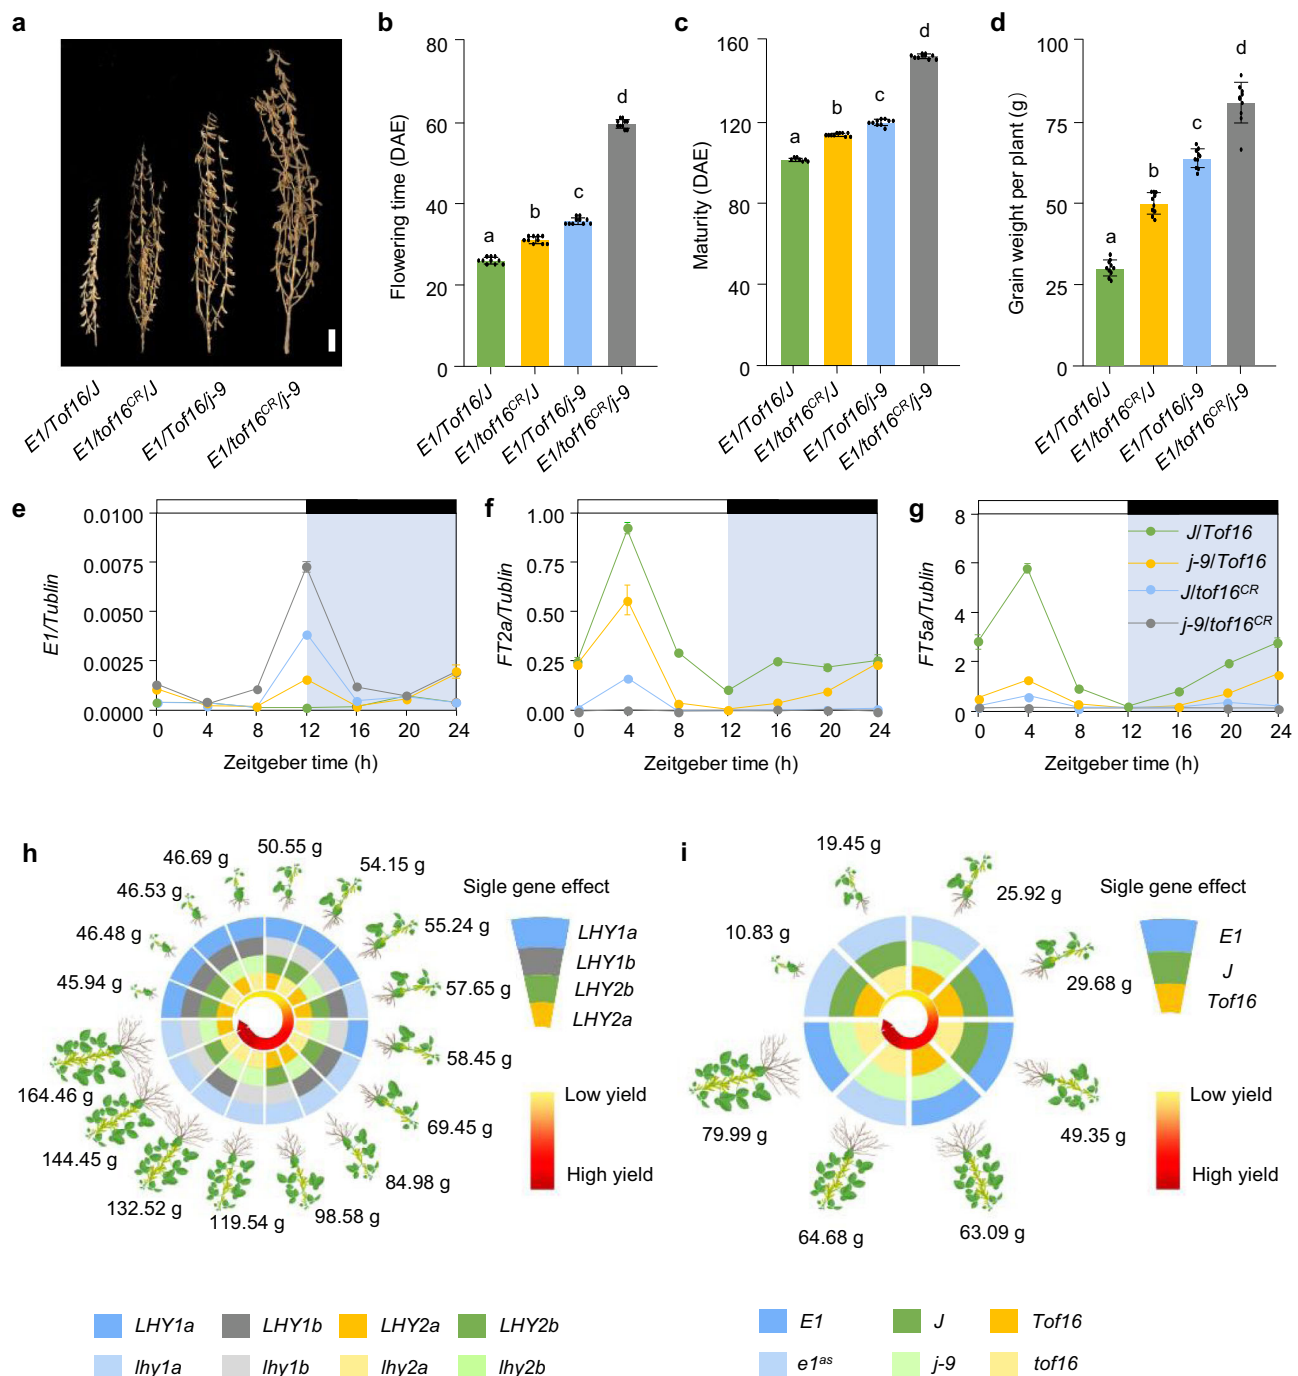 a
E1/Tof16/J
E1/tof16CR/J
E1/Tof16/j-9
E1/tof16CR/j-9
b
Flowering time (DAE)
80
60
40
20
0
a
b
c
d
E1/Tof16/J
E1/tof16CR/J
E1/Tof16/j-9
E1/tof16CR/j-9
c
Maturity (DAE)
160
120
80
40
0
a
b
c
d
E1/Tof16/J
E1/tof16CR/J
E1/Tof16/j-9
E1/tof16CR/j-9
d
Grain weight per plant (g)
100
75
50
25
0
a
b
c
d
E1/Tof16/J
E1/tof16CR/J
E1/Tof16/j-9
E1/tof16CR/j-9
e
E1/Tublin
0.0100
0.0075
0.0050
0.0025
0.0000
0 4 8 12 16 20 24
Zeitgeber time (h)
f
FT2a/Tublin
1.00
0.75
0.50
0.25
0.00
0 4 8 12 16 20 24
Zeitgeber time (h)
g
FT5a/Tublin
8
6
4
2
0
0 4 8 12 16 20 24
Zeitgeber time (h)
J/Tof16
j-9/Tof16
J/tof16CR
j-9/tof16CR
h
45.94 g
46.48 g
46.53 g
46.69 g
50.55 g
54.15 g
55.24 g
57.65 g
58.45 g
69.45 g
84.98 g
98.58 g
119.54 g
132.52 g
144.45 g
164.46 g
Sigle gene effect
LHY1a
LHY1b
LHY2b
LHY2a
Low yield
High yield
LHY1a LHY1b LHY2a LHY2b
lhy1a lhy1b lhy2a lhy2b
i
10.83 g
19.45 g
25.92 g
29.68 g
49.35 g
63.09 g
64.68 g
79.99 g
Sigle gene effect
E1
J
Tof16
Low yield
High yield
E1 J Tof16
e1as j-9 tof16